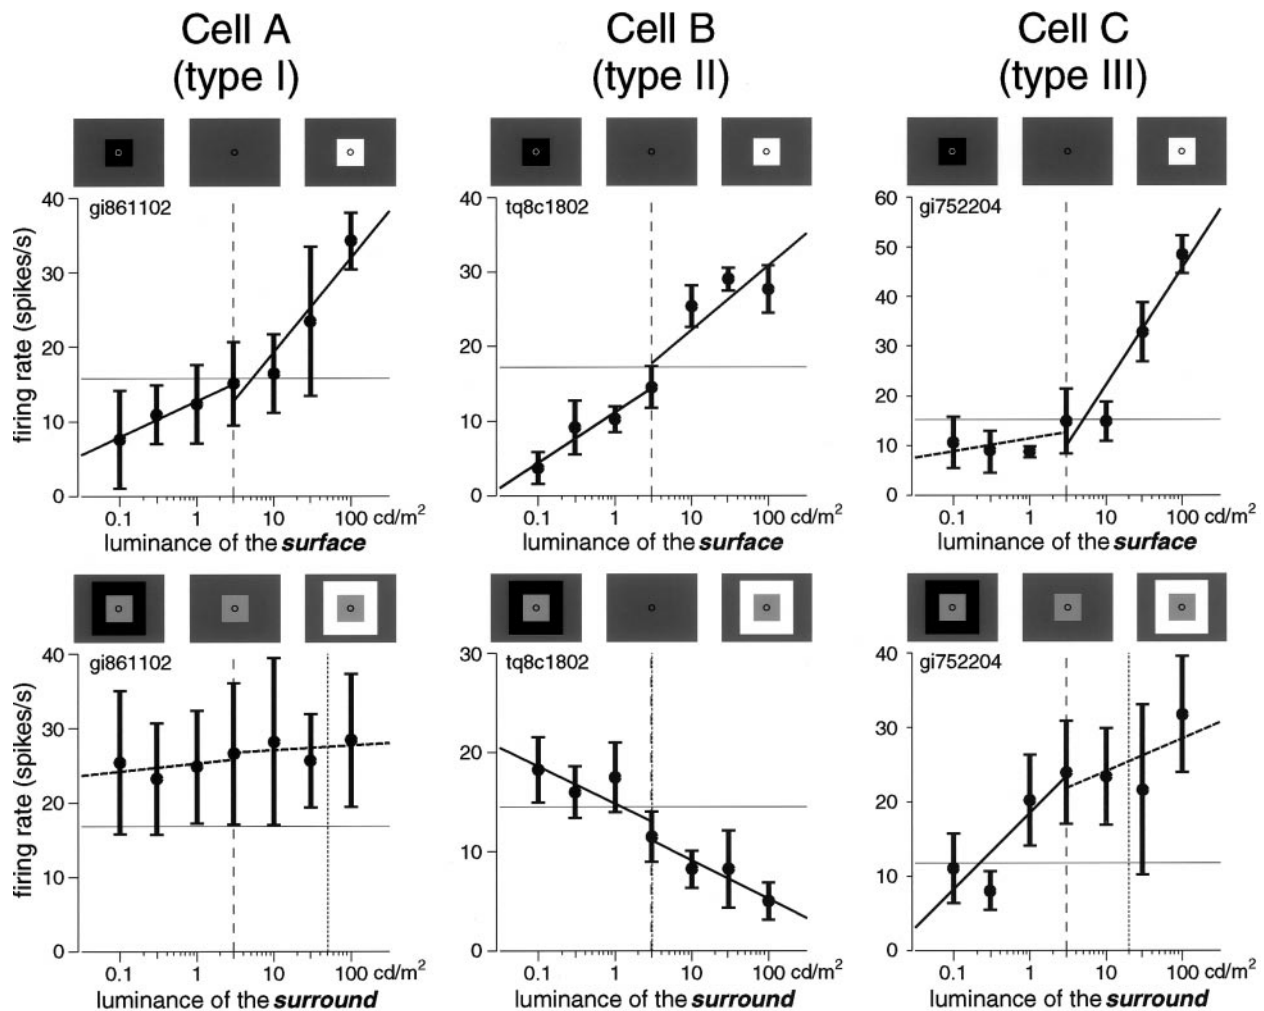 Cell A
(type I)
Cell B
(type II)
Cell C
(type III)
gi861102
tq8c1802
gi752204
firing rate (spikes/s)
40
30
20
10
0
0.1
1
10
100 cd/m²
luminance of the surface
40
30
20
10
0
0.1
1
10
100 cd/m²
luminance of the surface
60
50
40
30
20
10
0
0.1
1
10
100 cd/m²
luminance of the surface
gi861102
tq8c1802
gi752204
firing rate (spikes/s)
40
30
20
10
0
0.1
1
10
100 cd/m²
luminance of the surround
30
20
10
0
0.1
1
10
100 cd/m²
luminance of the surround
40
30
20
10
0
0.1
1
10
100 cd/m²
luminance of the surround